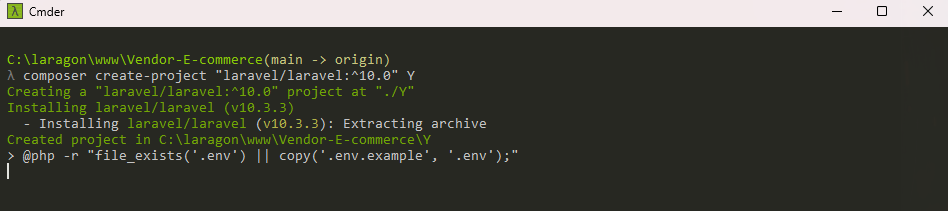 λ Cmder
C:\laragon\www\Vendor-E-commerce(main -> origin)
λ composer create-project "laravel/laravel:^10.0" Y
Creating a "laravel/laravel:^10.0" project at "./Y"
Installing laravel/laravel (v10.3.3)
  - Installing laravel/laravel (v10.3.3): Extracting archive
Created project in C:\laragon\www\Vendor-E-commerce\Y
> @php -r "file_exists('.env') || copy('.env.example', '.env');"